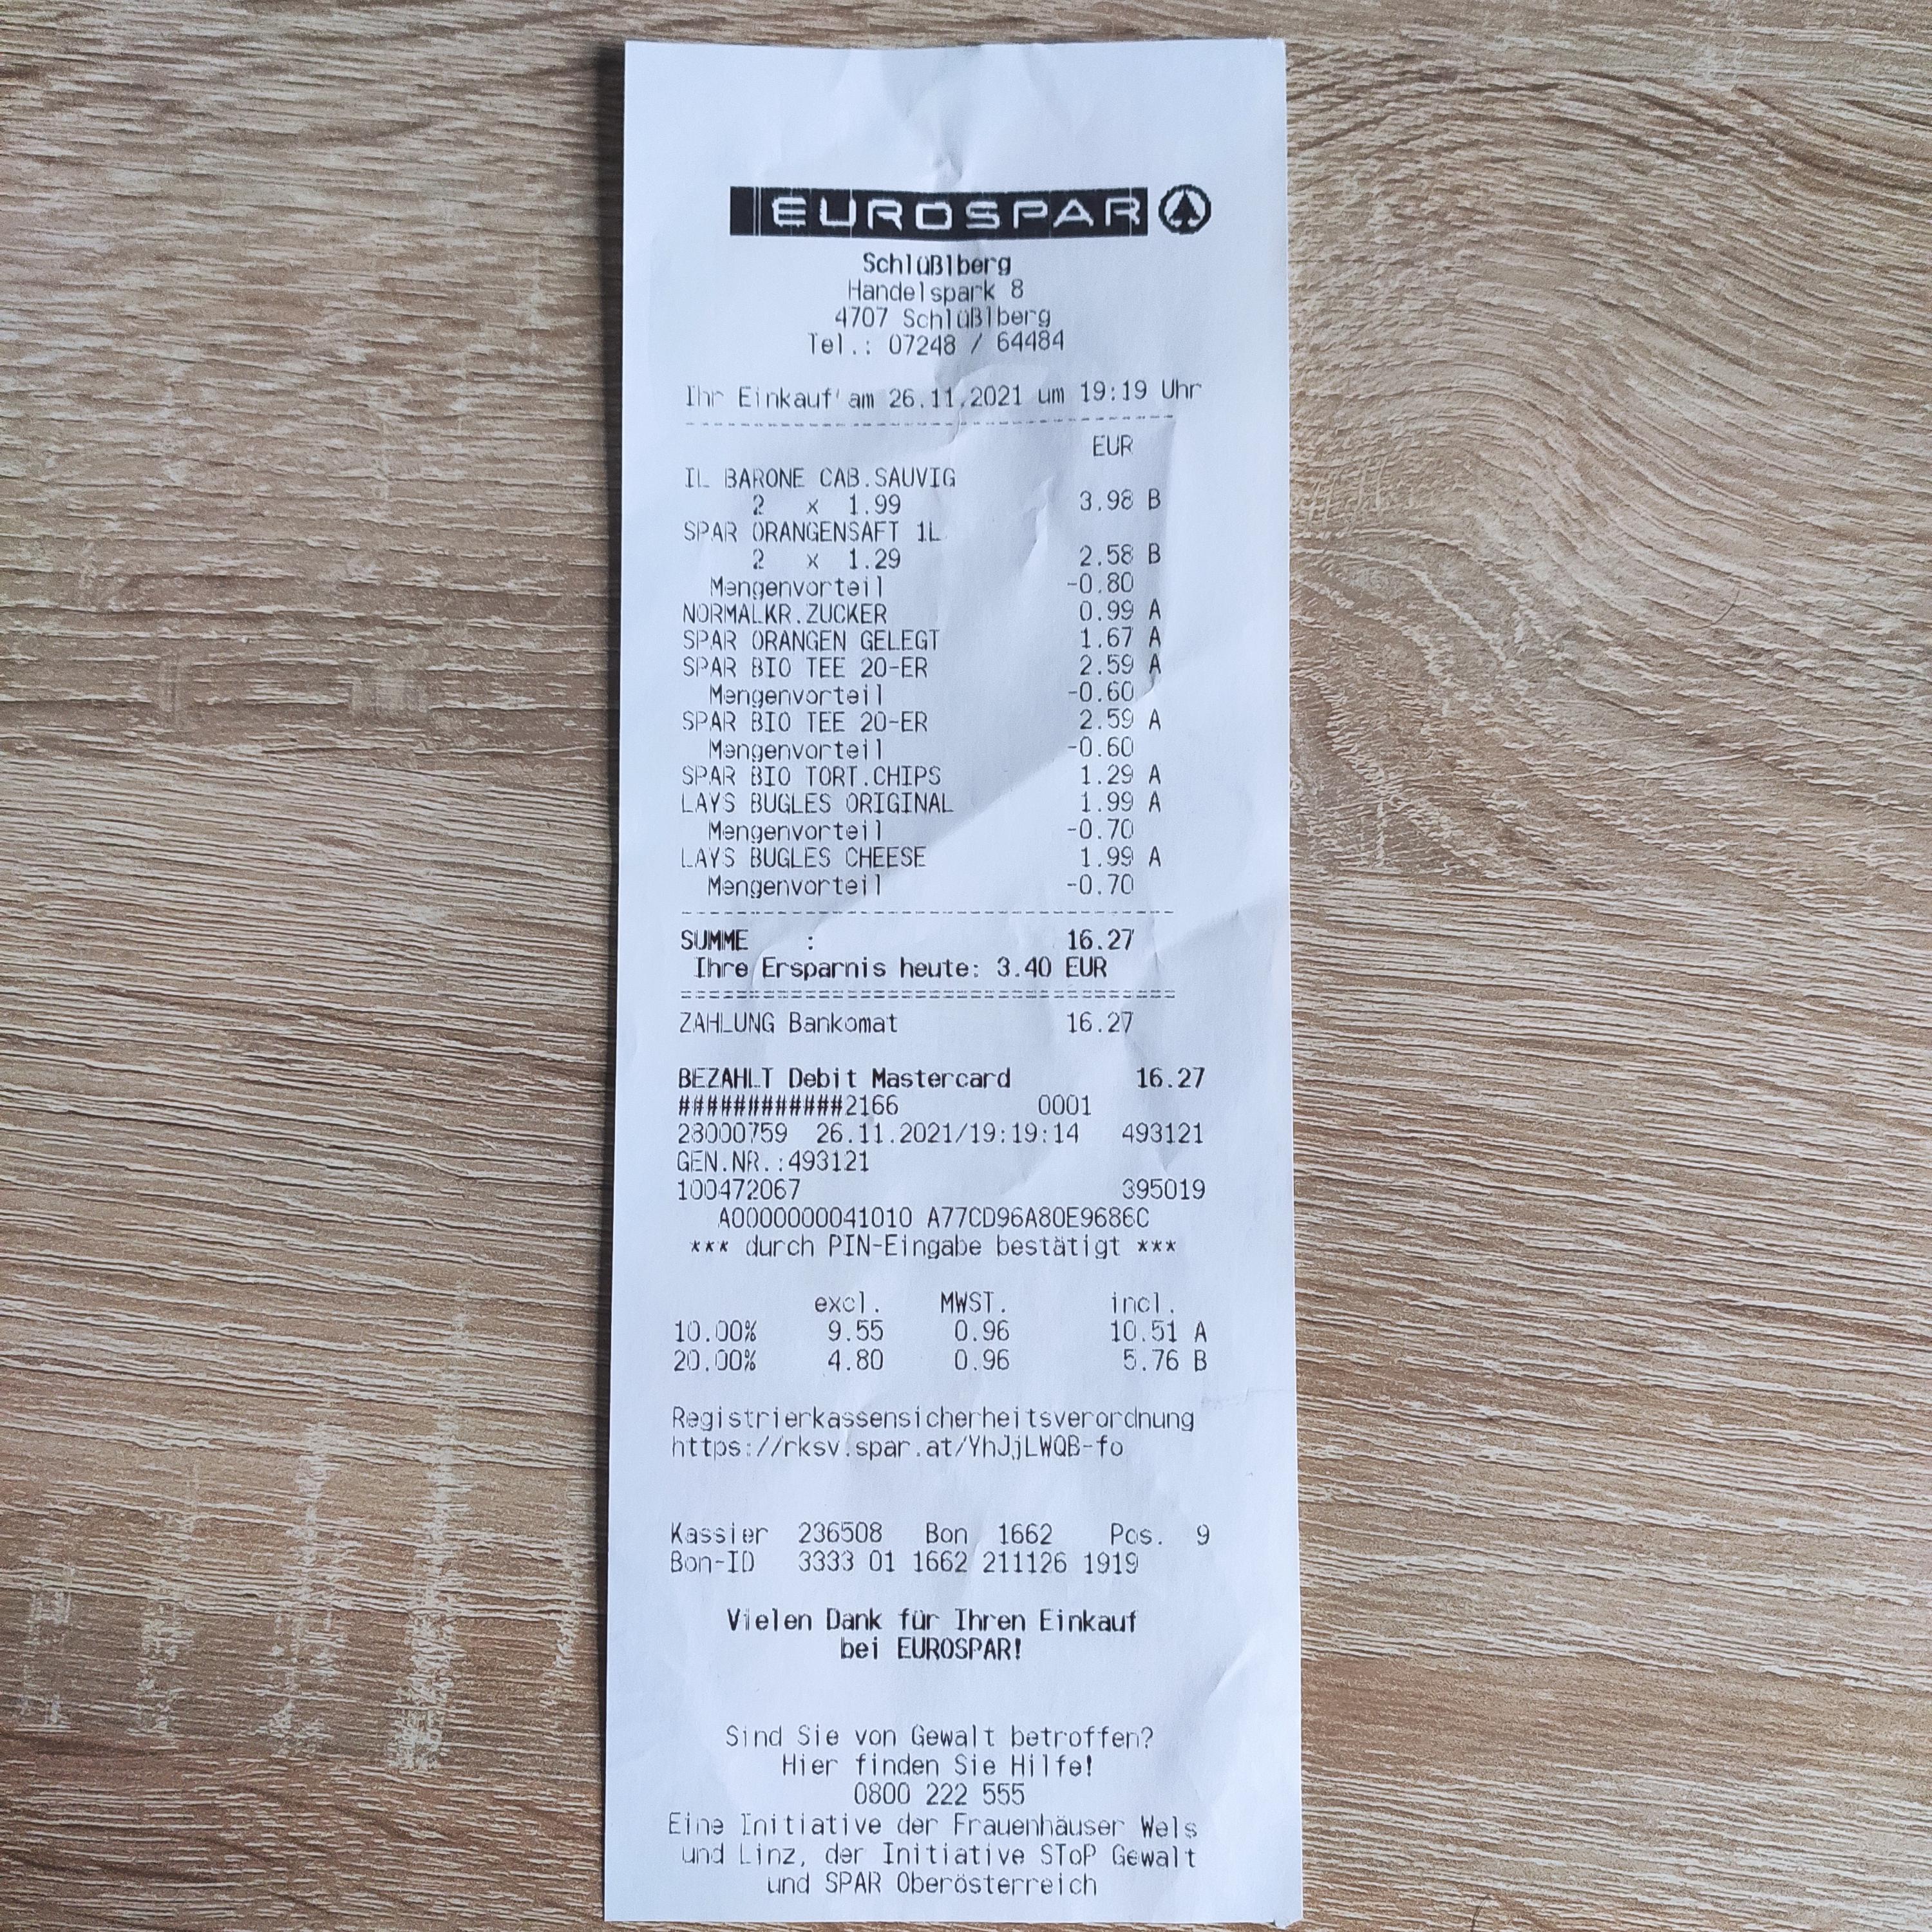 EUROSPAR
Schlüßlberg
Handelspark 8
4707 Schlüßlberg
Tel.: 07248 / 64484
Ihr Einkauf am 26.11.2021 um 19:19 Uhr
EUR
IL BARONE CAB.SAUVIG
2 x 1.99 3.98 B
SPAR ORANGENSAFT 1L
2 x 1.29 2.58 B
Mengenvorteil -0.80
NORMALKR.ZUCKER 0.99 A
SPAR ORANGEN GELEGT 1.67 A
SPAR BIO TEE 20-ER 2.59 A
Mengenvorteil -0.60
SPAR BIO TEE 20-ER 2.59 A
Mengenvorteil -0.60
SPAR BIO TORT.CHIPS 1.29 A
LAYS BUGLES ORIGINAL 1.99 A
Mengenvorteil -0.70
LAYS BUGLES CHEESE 1.99 A
Mengenvorteil -0.70
SUMME : 16.27
Ihre Ersparnis heute: 3.40 EUR
ZAHLUNG Bankomat 16.27
BEZAHLT Debit Mastercard 16.27
############2166 0001
28000759 26.11.2021/19:19:14 493121
GEN.NR.:493121
100472067 395019
A0000000041010 A77CD96A80E9686C
*** durch PIN-Eingabe bestätigt ***
excl. MWST. incl.
10.00% 9.55 0.96 10.51 A
20.00% 4.80 0.96 5.76 B
Registrierkassensicherheitsverordnung
https://rksv.spar.at/YhJjLWQB-fo
Kassier 236508 Bon 1662 Pos. 9
Bon-ID 3333 01 1662 211126 1919
Vielen Dank für Ihren Einkauf
bei EUROSPAR!
Sind Sie von Gewalt betroffen?
Hier finden Sie Hilfe!
0800 222 555
Eine Initiative der Frauenhäuser Wels
und Linz, der Initiative SToP Gewalt
und SPAR Oberösterreich